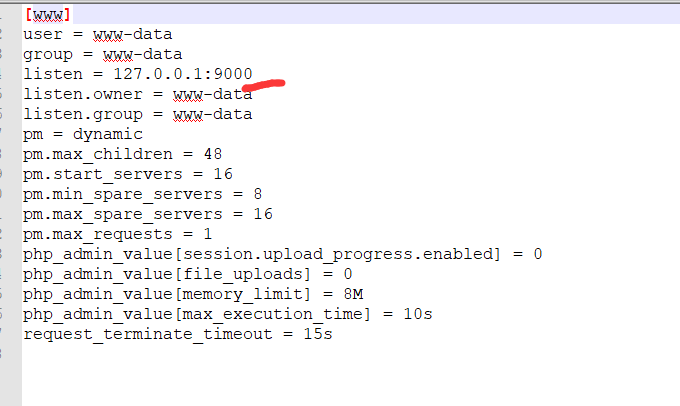 [www]
user = www-data
group = www-data
listen = 127.0.0.1:9000
listen.owner = www-data
listen.group = www-data
pm = dynamic
pm.max_children = 48
pm.start_servers = 16
pm.min_spare_servers = 8
pm.max_spare_servers = 16
pm.max_requests = 1
php_admin_value[session.upload_progress.enabled] = 0
php_admin_value[file_uploads] = 0
php_admin_value[memory_limit] = 8M
php_admin_value[max_execution_time] = 10s
request_terminate_timeout = 15s